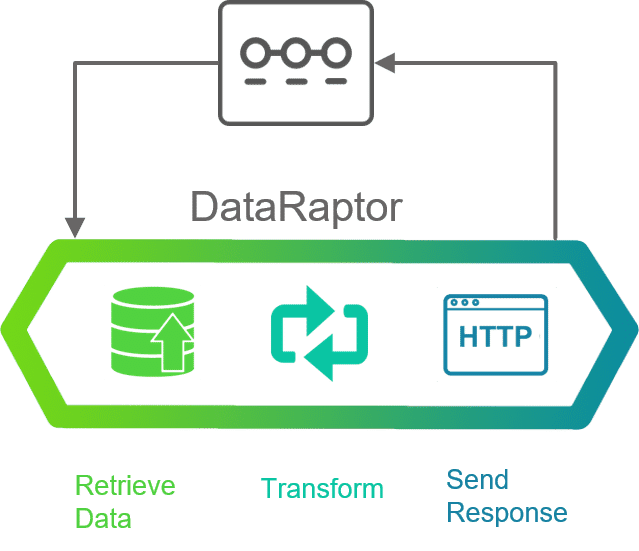 DataRaptor
HTTP
Retrieve
Data
Transform
Send
Response